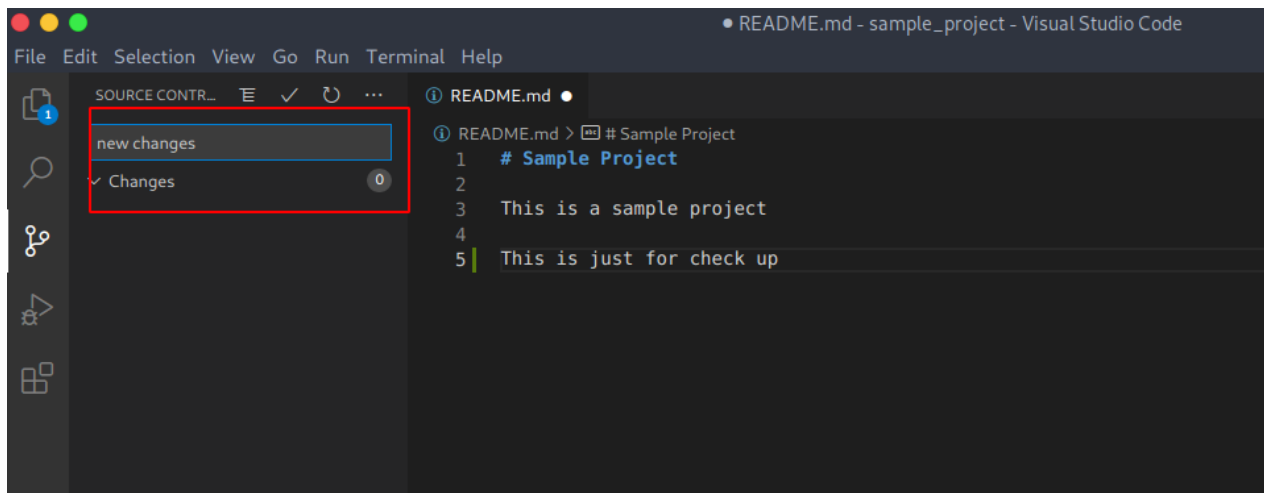 ● README.md - sample_project - Visual Studio Code
File Edit Selection View Go Run Terminal Help
SOURCE CONTR...
README.md ●
1
new changes
README.md > abc # Sample Project
Changes 0
1 # Sample Project
2
3 This is a sample project
4
5 This is just for check up